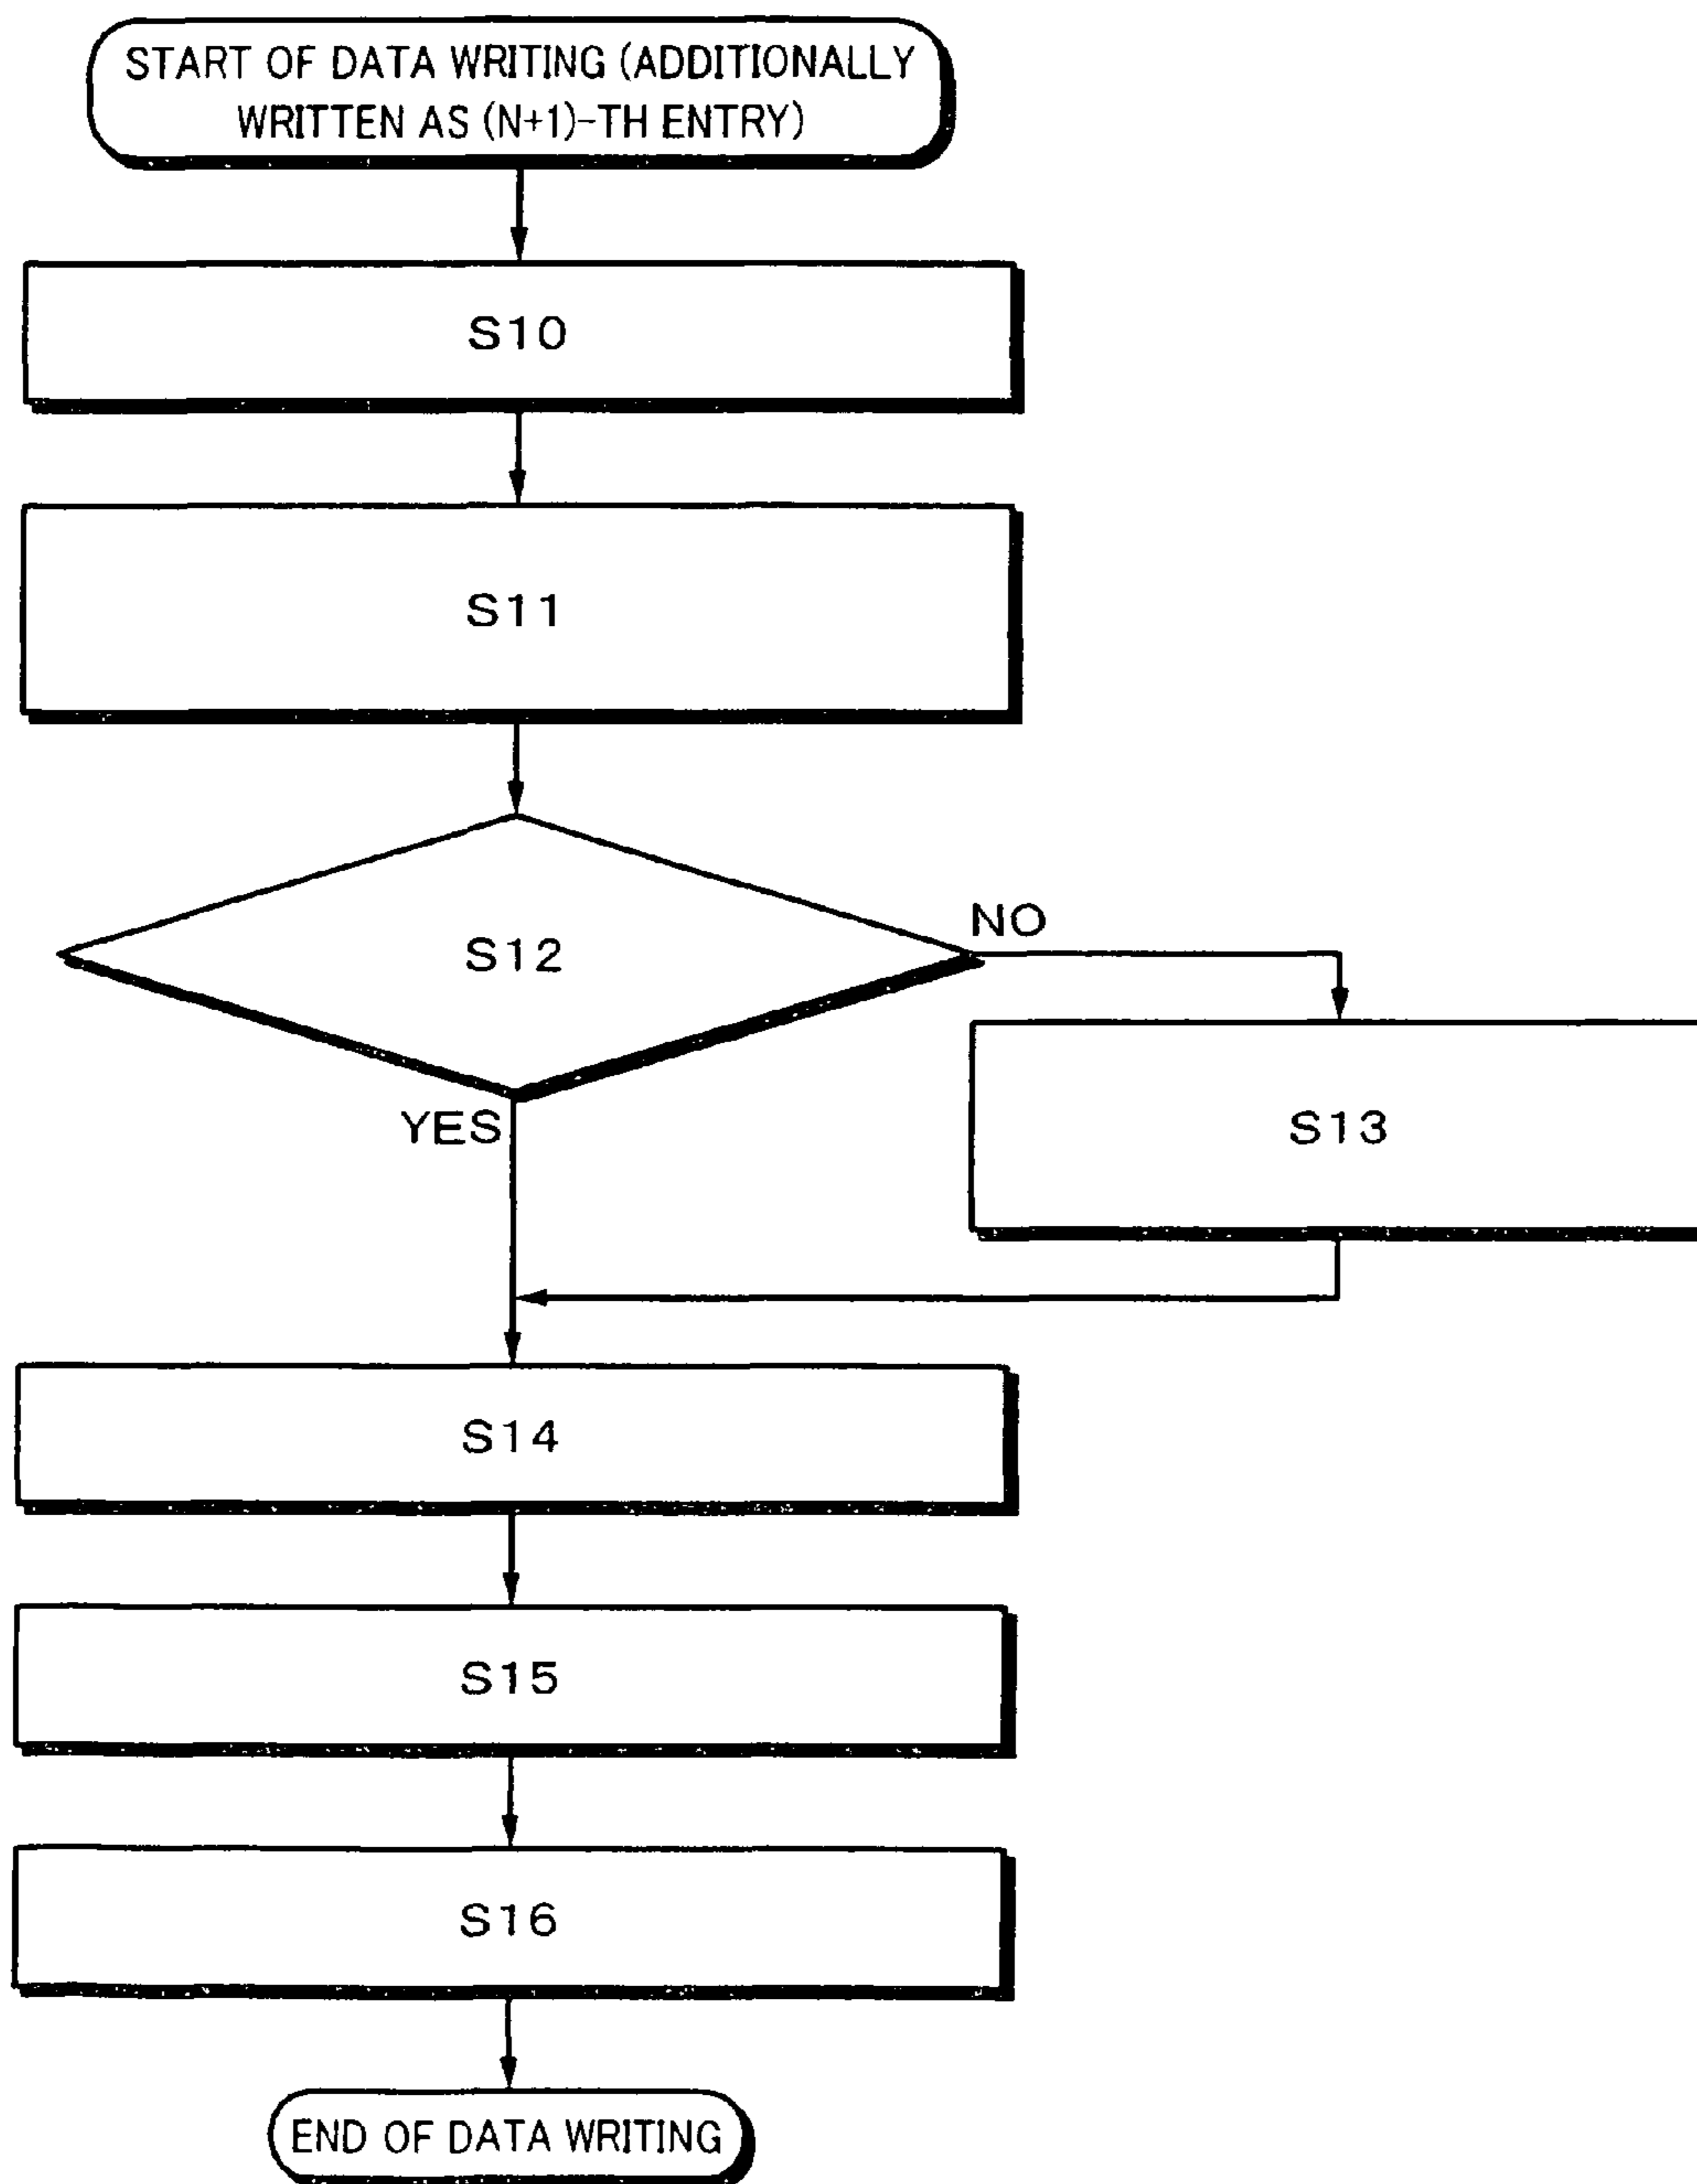 START OF DATA WRITING (ADDITIONALLY
WRITTEN AS (N+1)-TH ENTRY)
S10
S11
S12
NO
S13
YES
S14
S15
S16
END OF DATA WRITING